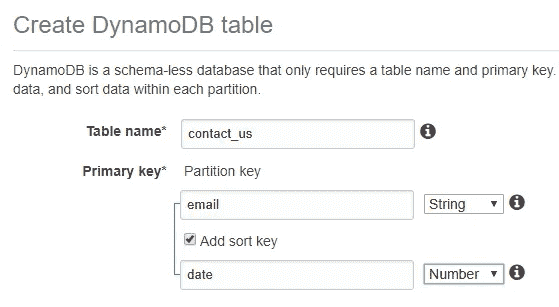 Create DynamoDB table
DynamoDB is a schema-less database that only requires a table name and primary key.
data, and sort data within each partition.
Table name* contact_us
Primary key* Partition key
email String
Add sort key
date Number